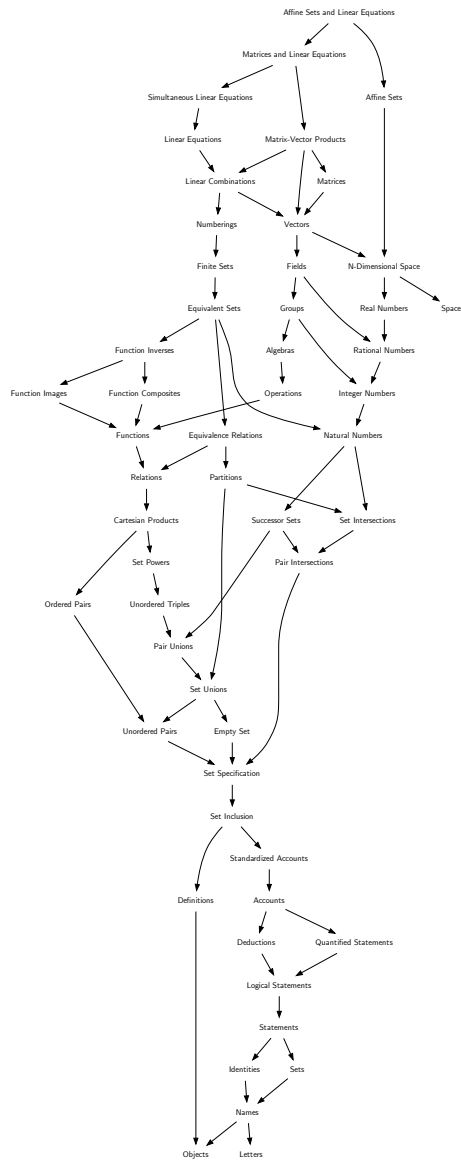 Affine Sets and Linear Equations
Matrices and Linear Equations
Simultaneous Linear Equations
Affine Sets
Linear Equations
Matrix-Vector Products
Linear Combinations
Matrices
Numberings
Vectors
Finite Sets
Fields
N-Dimensional Space
Equivalent Sets
Groups
Real Numbers
Space
Function Inverses
Algebras
Rational Numbers
Function Images
Function Composites
Operations
Integer Numbers
Functions
Equivalence Relations
Natural Numbers
Relations
Partitions
Cartesian Products
Successor Sets
Set Intersections
Set Powers
Pair Intersections
Ordered Pairs
Unordered Triples
Pair Unions
Set Unions
Unordered Pairs
Empty Set
Set Specification
Set Inclusion
Standardized Accounts
Definitions
Accounts
Deductions
Quantified Statements
Logical Statements
Statements
Identities
Sets
Names
Objects
Letters